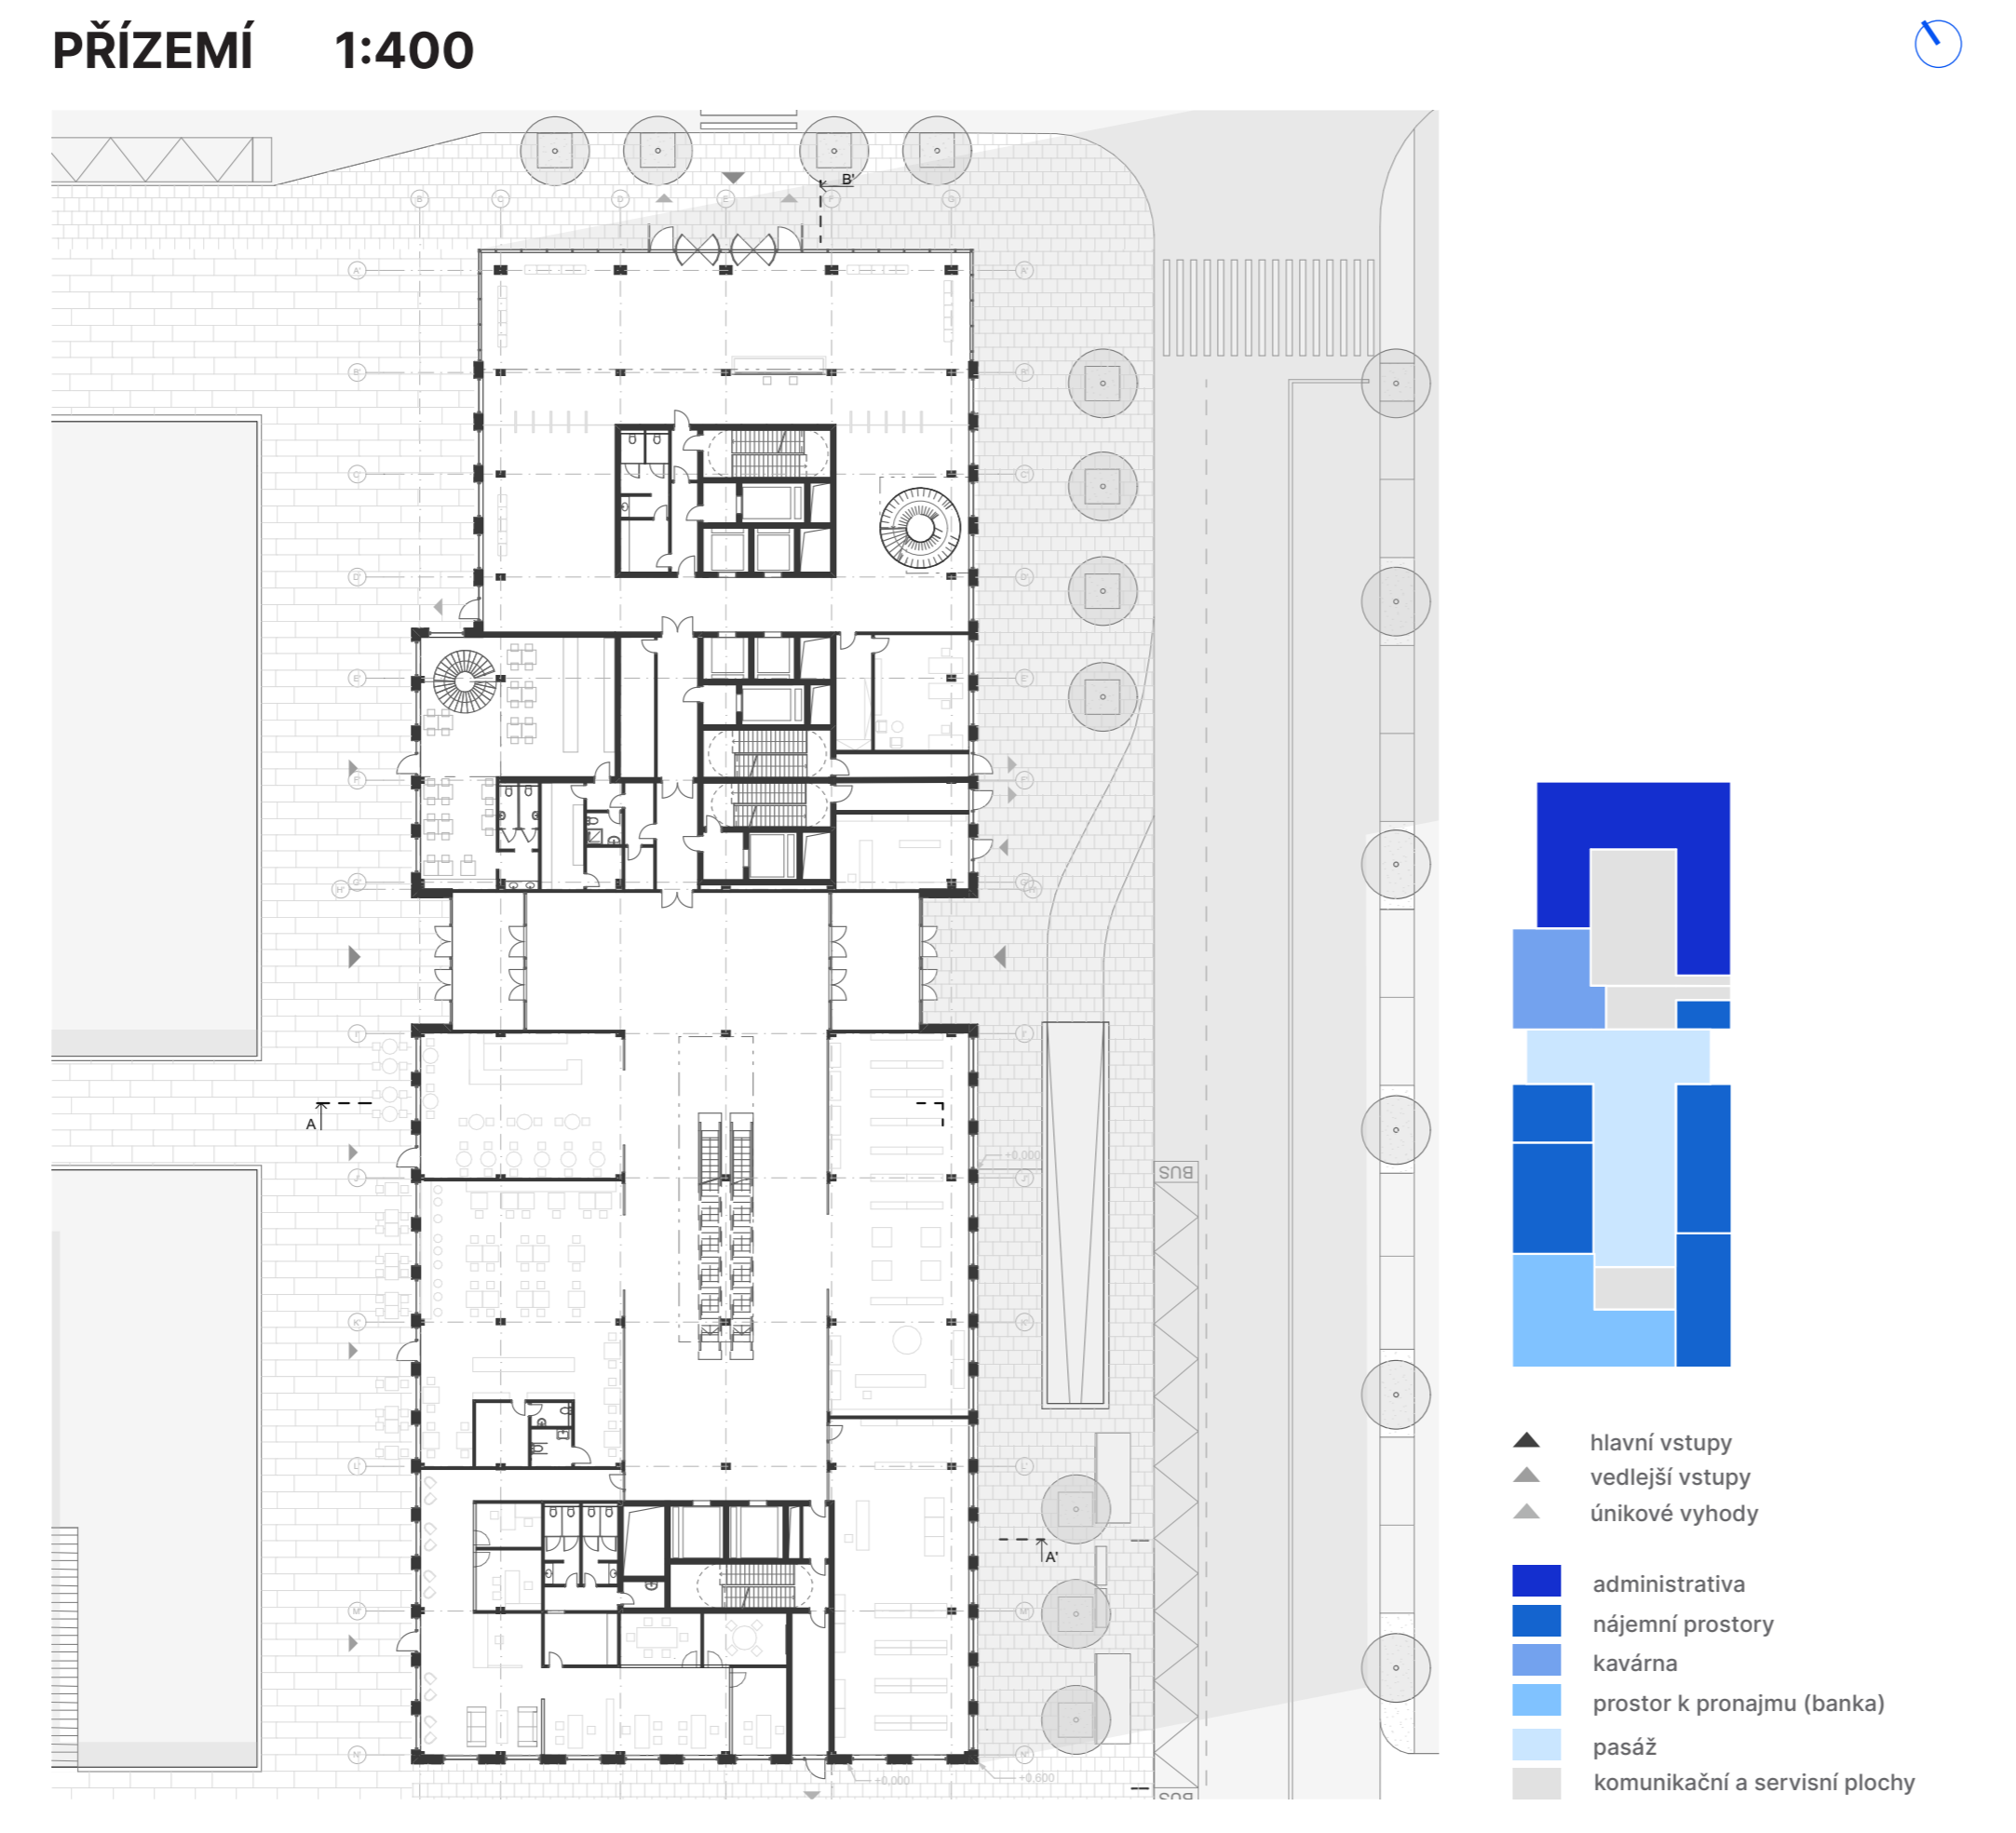 PŘÍZEMÍ 1:400
B'
B' C D E F G
A' A'
B' B'
C' C'
D' D'
E' E'
F' F'
G' G'
H'
I' I'
A
+0,000
J' J'
BUS
K' K'
L' L'
A'
M' M'
N' N'
+0,000
+0,600
BUS
hlavní vstupy
vedlejší vstupy
únikové vyhody
administrativa
nájemní prostory
kavárna
prostor k pronajmu (banka)
pasáž
komunikační a servisní plochy